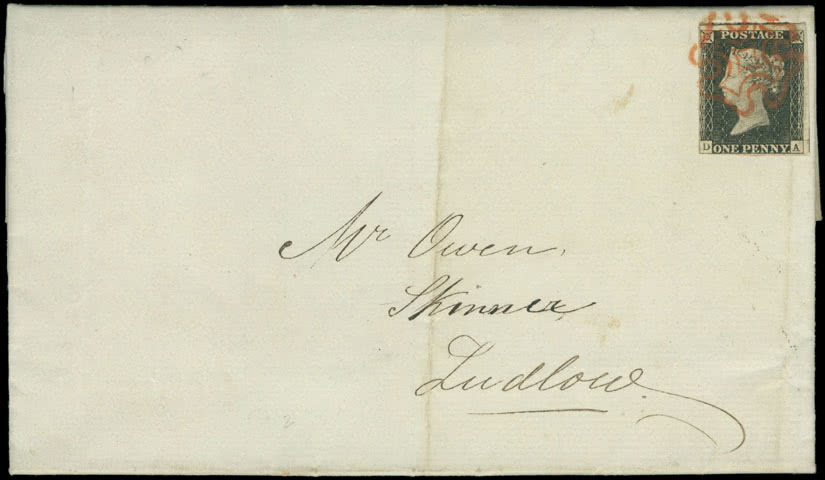 POSTAGE
D A
ONE PENNY.
Mr Owen,
Skinner
Ludlow.